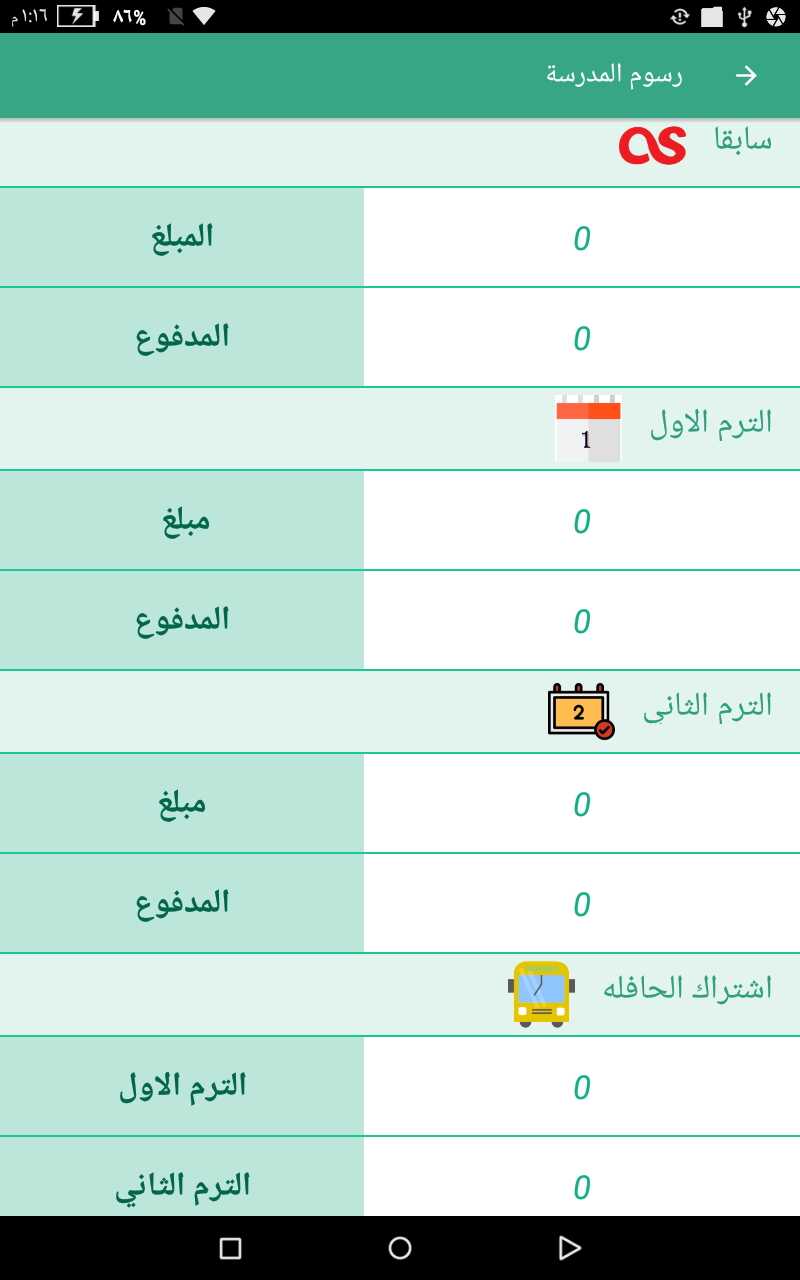 ١:١٦ م ٨٦%
رسوم المدرسة
سابقا
المبلغ 0
المدفوع 0
الترم الاول 1
مبلغ 0
المدفوع 0
الترم الثانى 2
مبلغ 0
المدفوع 0
اشتراك الحافله
الترم الاول 0
الترم الثاني 0